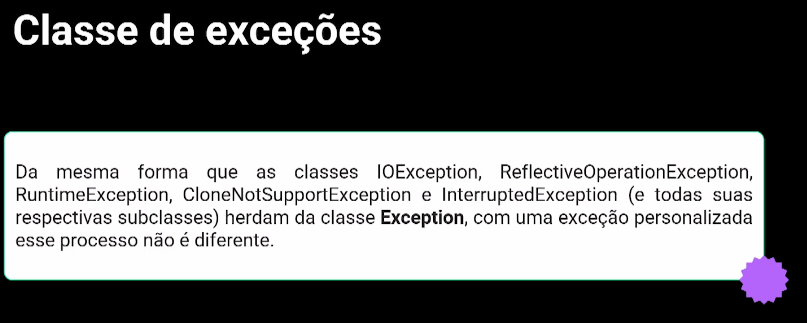 Classe de exceções
Da mesma forma que as classes IOException, ReflectiveOperationException,
RuntimeException, CloneNotSupportException e InterruptedException (e todas suas
respectivas subclasses) herdam da classe Exception, com uma exceção personalizada
esse processo não é diferente.